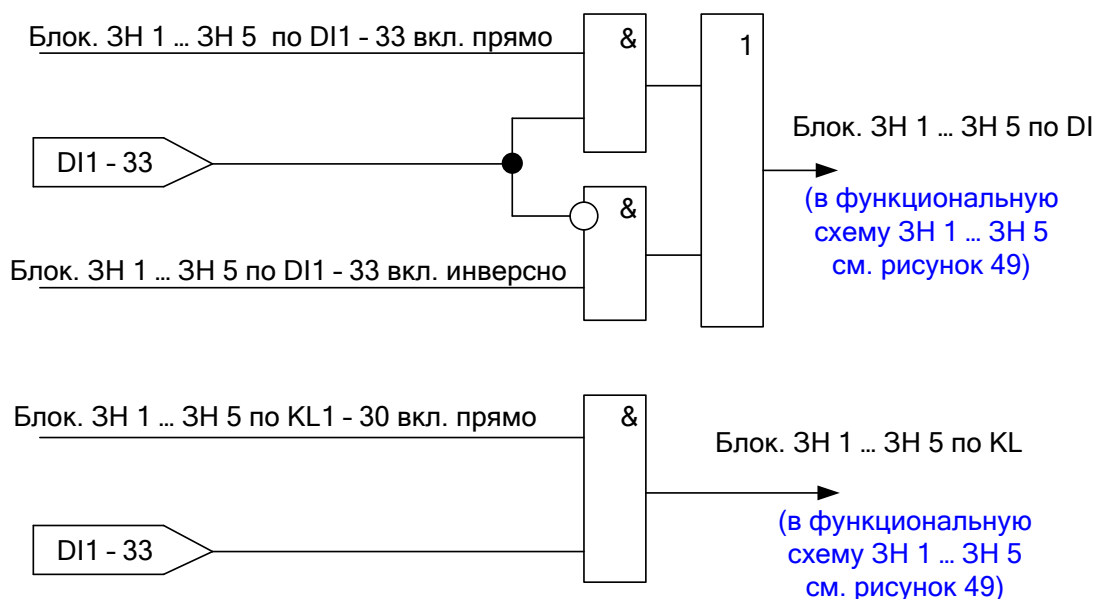 Блок. ЗН 1 ... ЗН 5 по DI1 - 33 вкл. прямо
&
1
DI1 - 33
Блок. ЗН 1 ... ЗН 5 по DI
(в функциональную
схему ЗН 1 ... ЗН 5
см. рисунок 49)
&
Блок. ЗН 1 ... ЗН 5 по DI1 - 33 вкл. инверсно
Блок. ЗН 1 ... ЗН 5 по KL1 - 30 вкл. прямо
&
Блок. ЗН 1 ... ЗН 5 по KL
DI1 - 33
(в функциональную
схему ЗН 1 ... ЗН 5
см. рисунок 49)